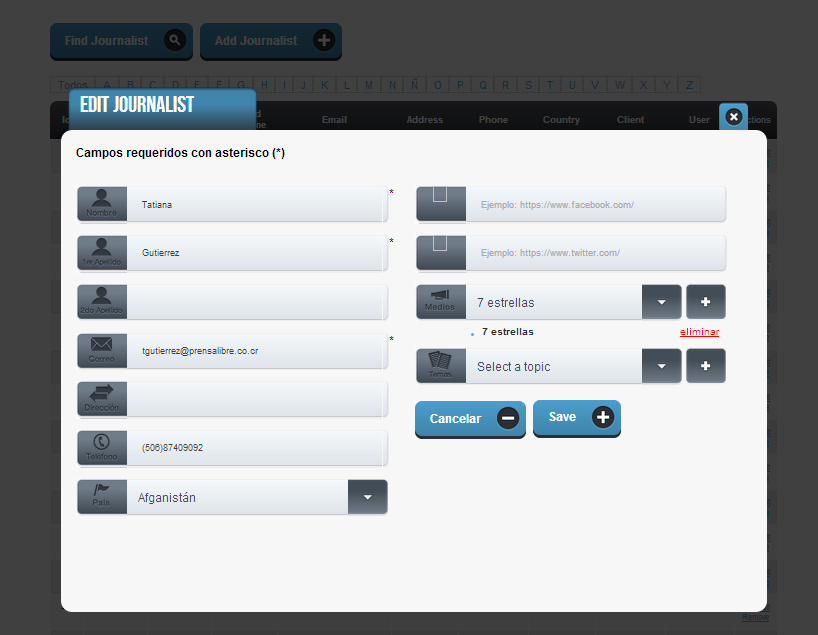 Find Journalist
Add Journalist
Todos A B C D E F G H I J K L M N Ñ O P Q R S T U V W X Y Z
EDIT JOURNALIST
Email Address Phone Country Client User
Campos requeridos con asterisco (*)
Nombre Tatiana *
1er Apellido Gutierrez *
2do Apellido
Correo tgutierrez@prensalibre.co.cr *
Dirección
Teléfono (506)87409092
País Afganistán
Ejemplo: https://www.facebook.com/
Ejemplo: https://www.twitter.com/
Medios 7 estrellas
7 estrellas eliminar
Temas Select a topic
Cancelar
Save
Remove